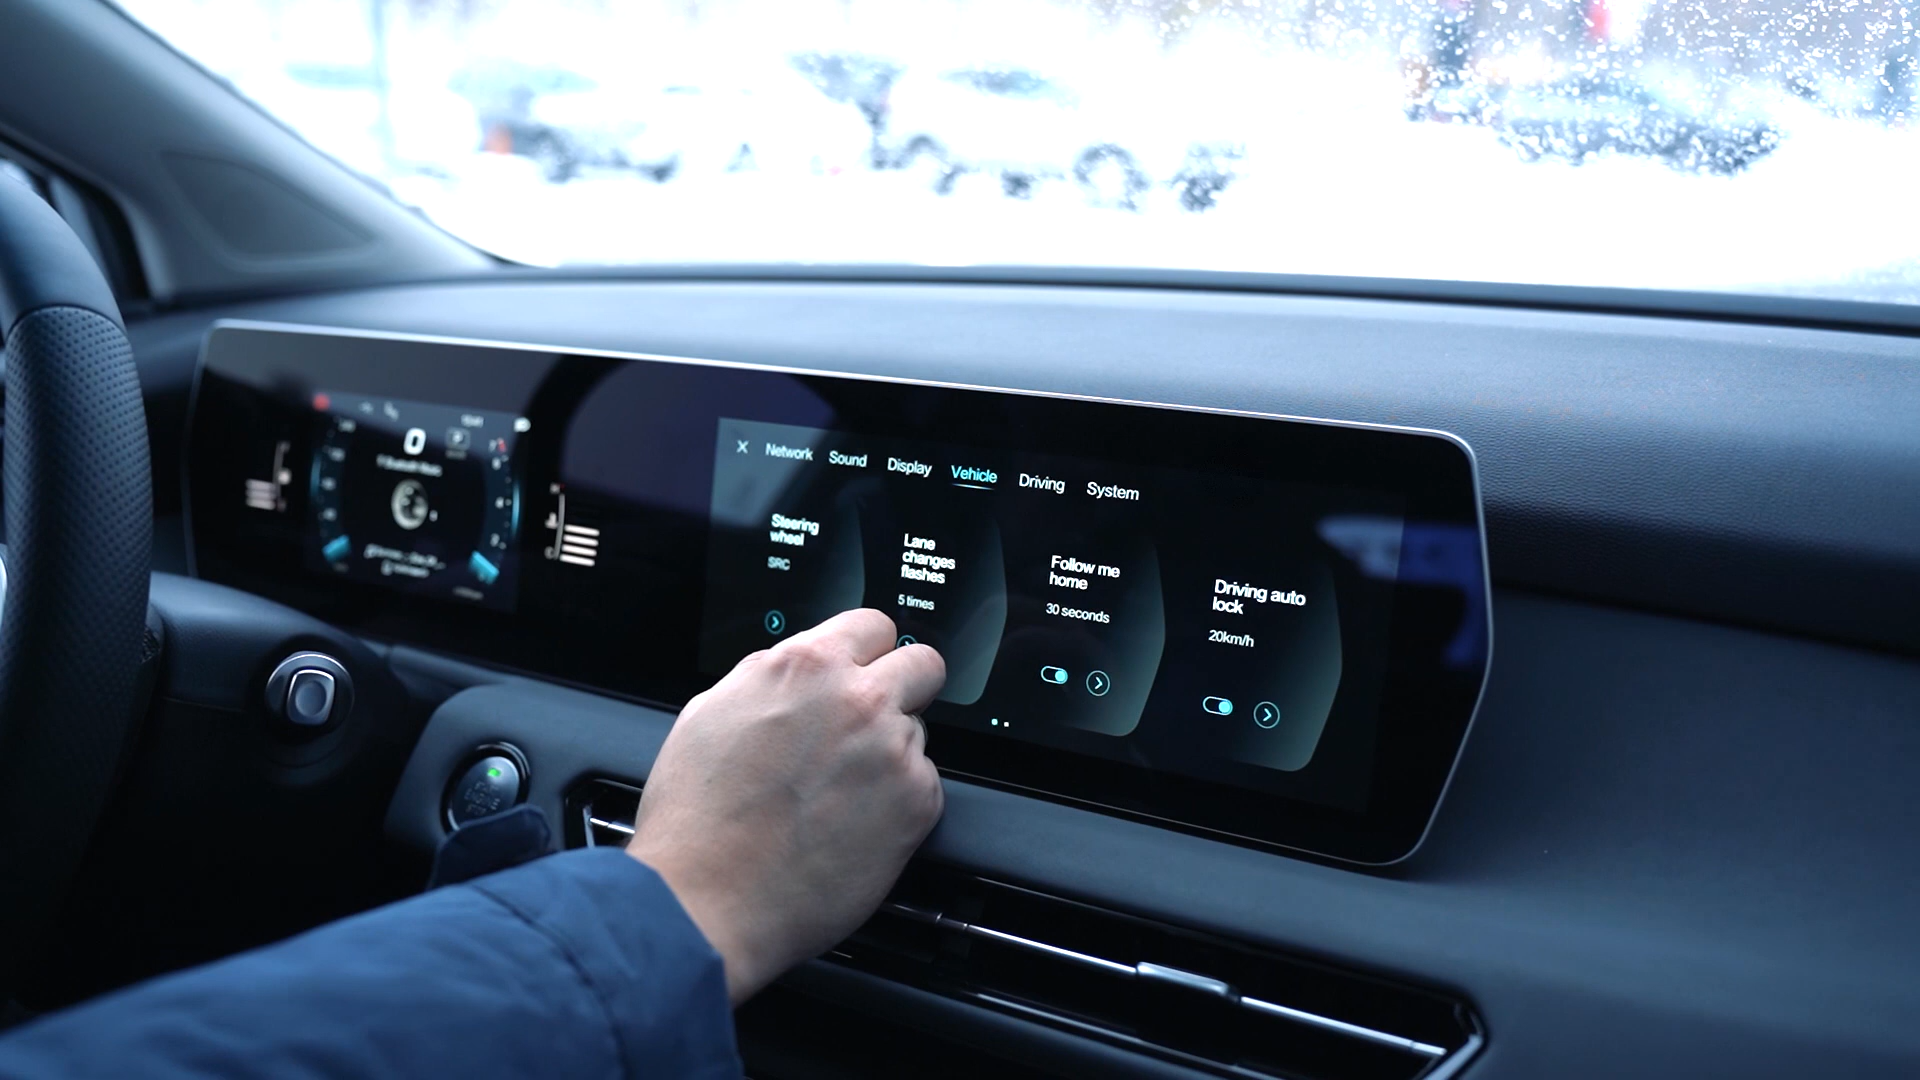 0
P
Network Sound Display Vehicle Driving System
Steering
wheel
SRC
Lane
changes
flashes
5 times
Follow me
home
30 seconds
Driving auto
lock
20km/h